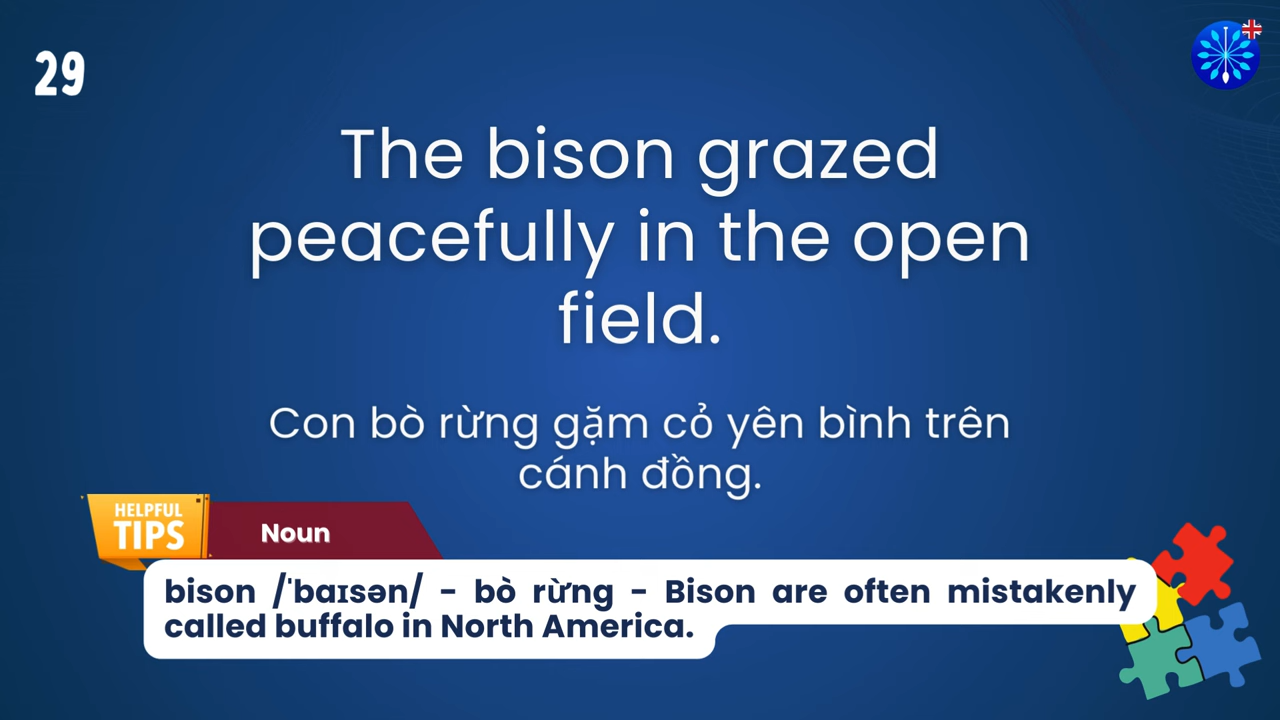 29
The bison grazed
peacefully in the open
field.
Con bò rừng gặm cỏ yên bình trên
cánh đồng.
HELPFUL
TIPS
Noun
bison /ˈbaɪsən/ - bò rừng - Bison are often mistakenly
called buffalo in North America.